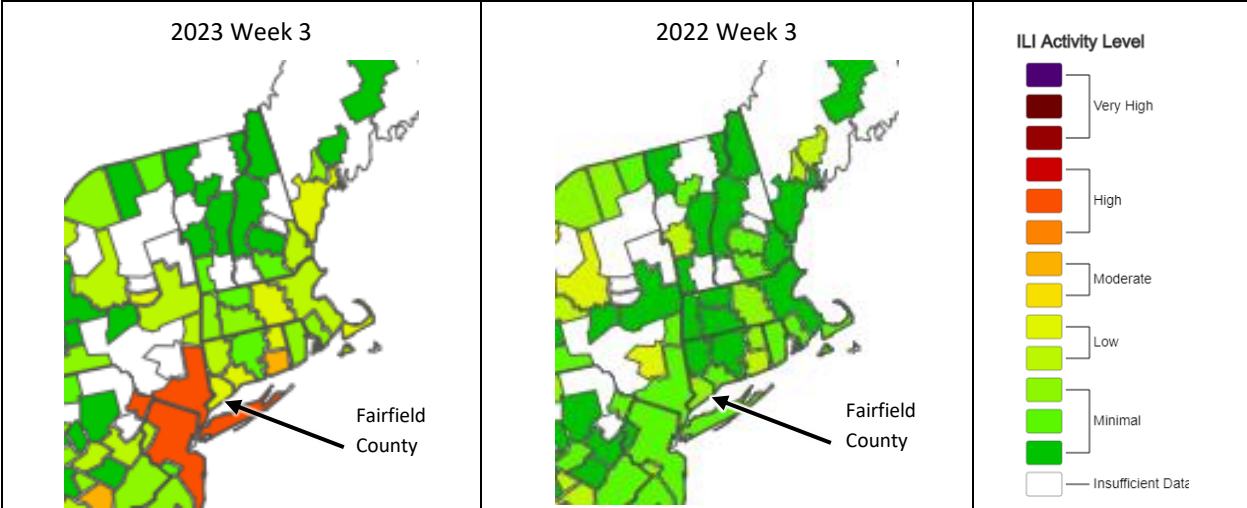 2023 Week 3
Fairfield
County
2022 Week 3
Fairfield
County
ILI Activity Level
Very High
High
Moderate
Low
Minimal
Insufficient Data